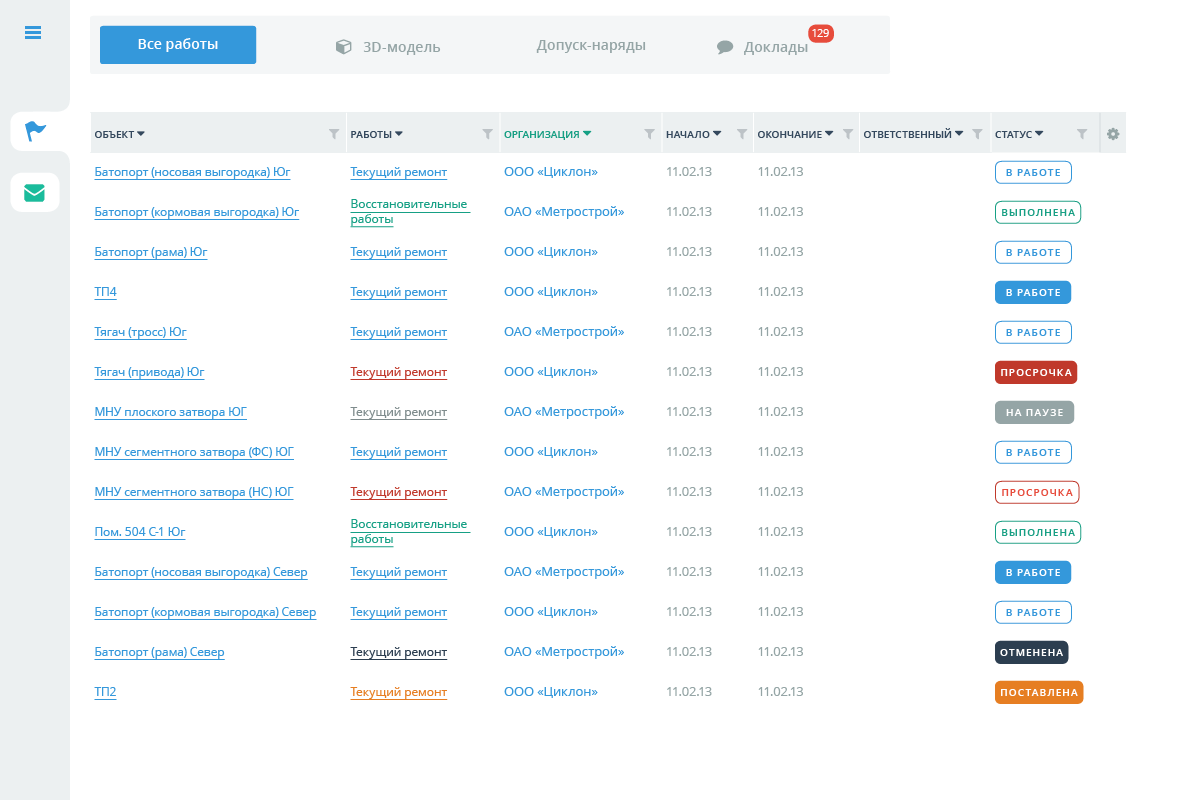 Все работы
3D-модель
Допуск-наряды
Доклады
129
ОБЪЕКТ РАБОТЫ ОРГАНИЗАЦИЯ НАЧАЛО ОКОНЧАНИЕ ОТВЕТСТВЕННЫЙ СТАТУС
Батопорт (носовая выгородка) Юг Текущий ремонт ООО «Циклон» 11.02.13 11.02.13 В РАБОТЕ
Батопорт (кормовая выгородка) Юг Восстановительные ОАО «Метрострой» 11.02.13 11.02.13 ВЫПОЛНЕНА
работы
Батопорт (рама) Юг Текущий ремонт ООО «Циклон» 11.02.13 11.02.13 В РАБОТЕ
ТП4 Текущий ремонт ООО «Циклон» 11.02.13 11.02.13 В РАБОТЕ
Тягач (тросс) Юг Текущий ремонт ОАО «Метрострой» 11.02.13 11.02.13 В РАБОТЕ
Тягач (привода) Юг Текущий ремонт ООО «Циклон» 11.02.13 11.02.13 ПРОСРОЧКА
МНУ плоского затвора ЮГ Текущий ремонт ОАО «Метрострой» 11.02.13 11.02.13 НА ПАУЗЕ
МНУ сегментного затвора (ФС) ЮГ Текущий ремонт ООО «Циклон» 11.02.13 11.02.13 В РАБОТЕ
МНУ сегментного затвора (НС) ЮГ Текущий ремонт ОАО «Метрострой» 11.02.13 11.02.13 ПРОСРОЧКА
Пом. 504 С-1 Юг Восстановительные ООО «Циклон» 11.02.13 11.02.13 ВЫПОЛНЕНА
работы
Батопорт (носовая выгородка) Север Текущий ремонт ОАО «Метрострой» 11.02.13 11.02.13 В РАБОТЕ
Батопорт (кормовая выгородка) Север Текущий ремонт ООО «Циклон» 11.02.13 11.02.13 В РАБОТЕ
Батопорт (рама) Север Текущий ремонт ОАО «Метрострой» 11.02.13 11.02.13 ОТМЕНЕНА
ТП2 Текущий ремонт ООО «Циклон» 11.02.13 11.02.13 ПОСТАВЛЕНА